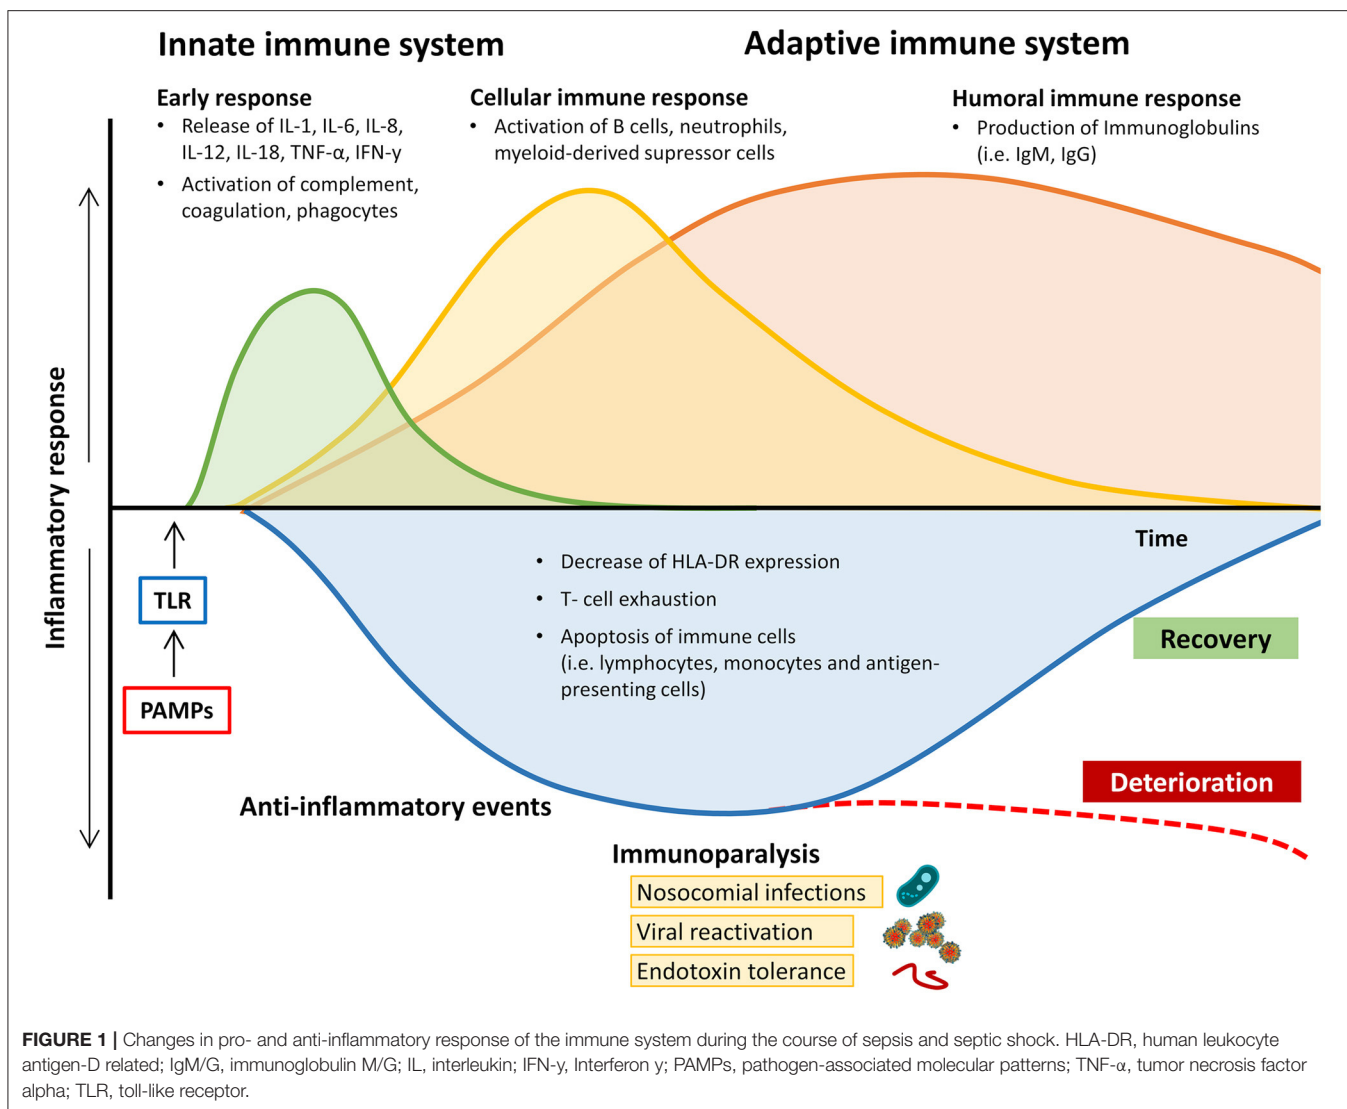 Innate immune system
Adaptive immune system
Early response
• Release of IL-1, IL-6, IL-8,
IL-12, IL-18, TNF-α, IFN-y
• Activation of complement,
coagulation, phagocytes
Cellular immune response
• Activation of B cells, neutrophils,
myeloid-derived supressor cells
Humoral immune response
• Production of Immunoglobulins
(i.e. IgM, IgG)
Inflammatory response
Time
TLR
PAMPs
• Decrease of HLA-DR expression
• T- cell exhaustion
• Apoptosis of immune cells
(i.e. lymphocytes, monocytes and antigen-
presenting cells)
Recovery
Deterioration
Anti-inflammatory events
Immunoparalysis
Nosocomial infections
Viral reactivation
Endotoxin tolerance
FIGURE 1 | Changes in pro- and anti-inflammatory response of the immune system during the course of sepsis and septic shock. HLA-DR, human leukocyte
antigen-D related; IgM/G, immunoglobulin M/G; IL, interleukin; IFN-y, Interferon y; PAMPs, pathogen-associated molecular patterns; TNF-α, tumor necrosis factor
alpha; TLR, toll-like receptor.